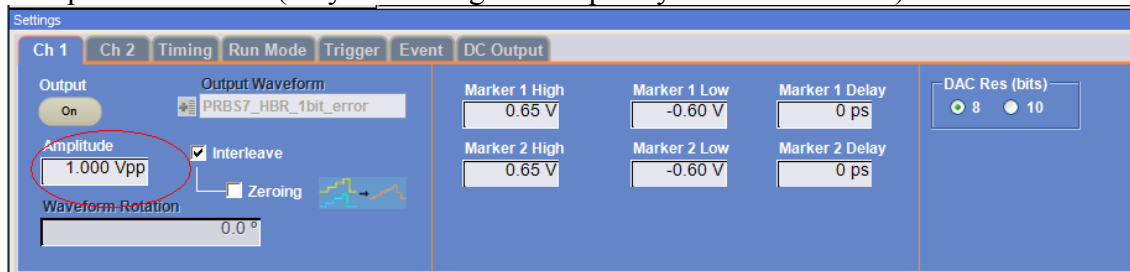 Settings
Ch 1 Ch 2 Timing Run Mode Trigger Event DC Output
Output
On
Output Waveform
PRBS7_HBR_1bit_error
Amplitude
1.000 Vpp
Interleave
Zeroing
Waveform Rotation
0.0 °
Marker 1 High
0.65 V
Marker 1 Low
-0.60 V
Marker 1 Delay
0 ps
Marker 2 High
0.65 V
Marker 2 Low
-0.60 V
Marker 2 Delay
0 ps
DAC Res (bits)
8 10